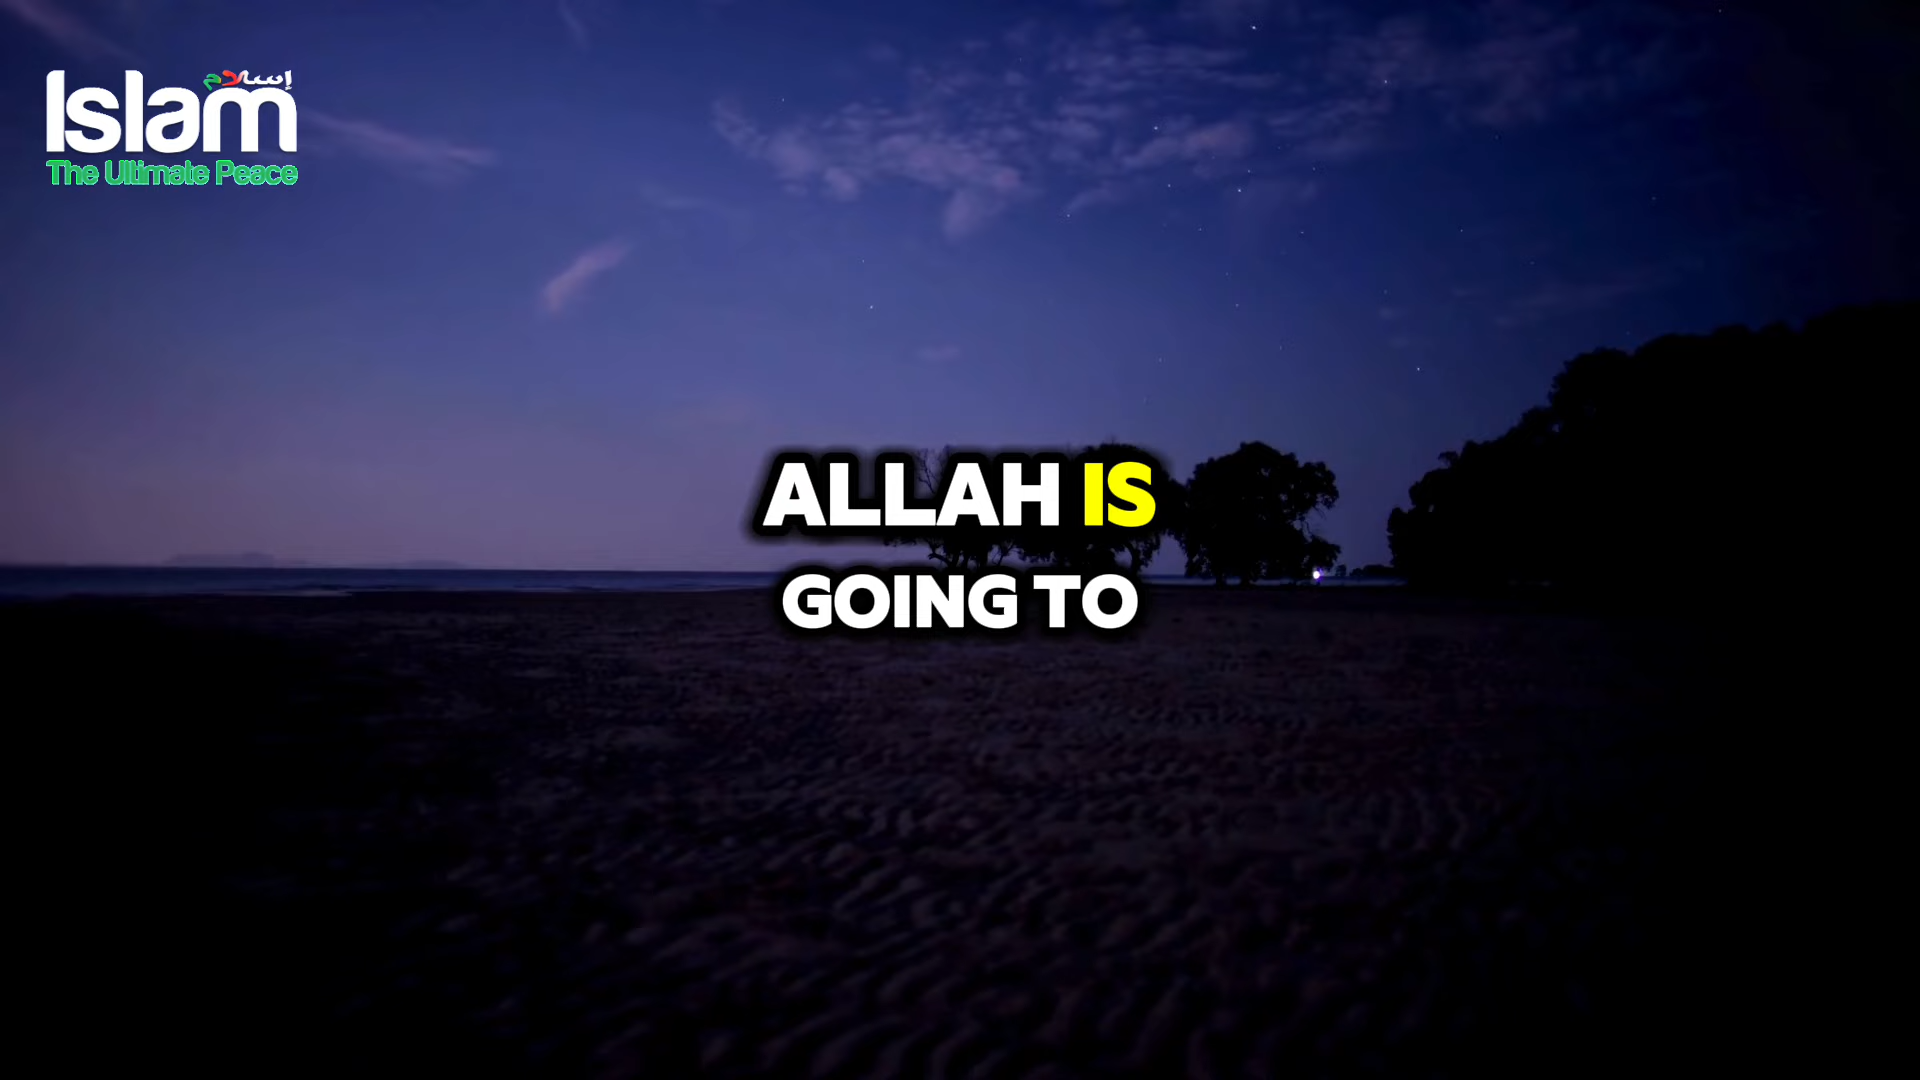 إسلام
Islam
The Ultimate Peace
ALLAH IS
GOING TO